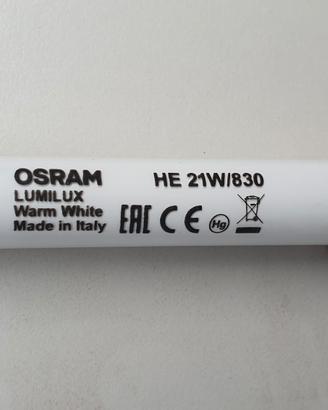 OSRAM
LUMILUX
Warm White
Made in Italy
HE 21W/830
EAC CE Hg